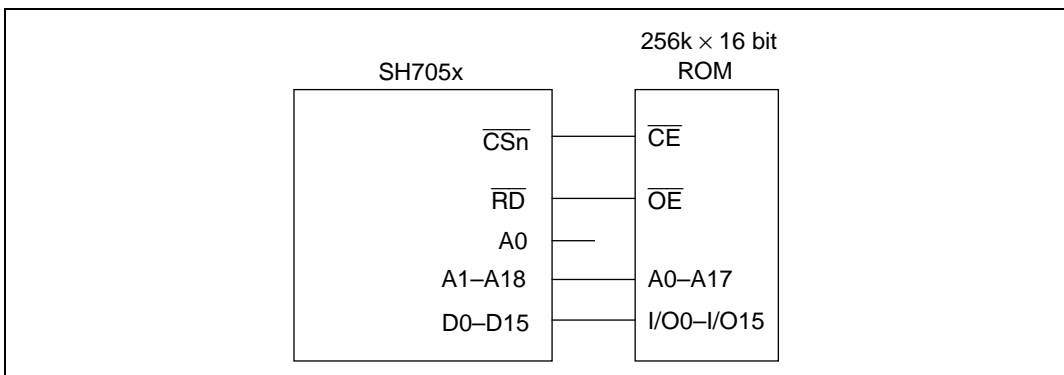 256k × 16 bit
ROM
SH705x
CSn CE
RD OE
A0
A1–A18 A0–A17
D0–D15 I/O0–I/O15